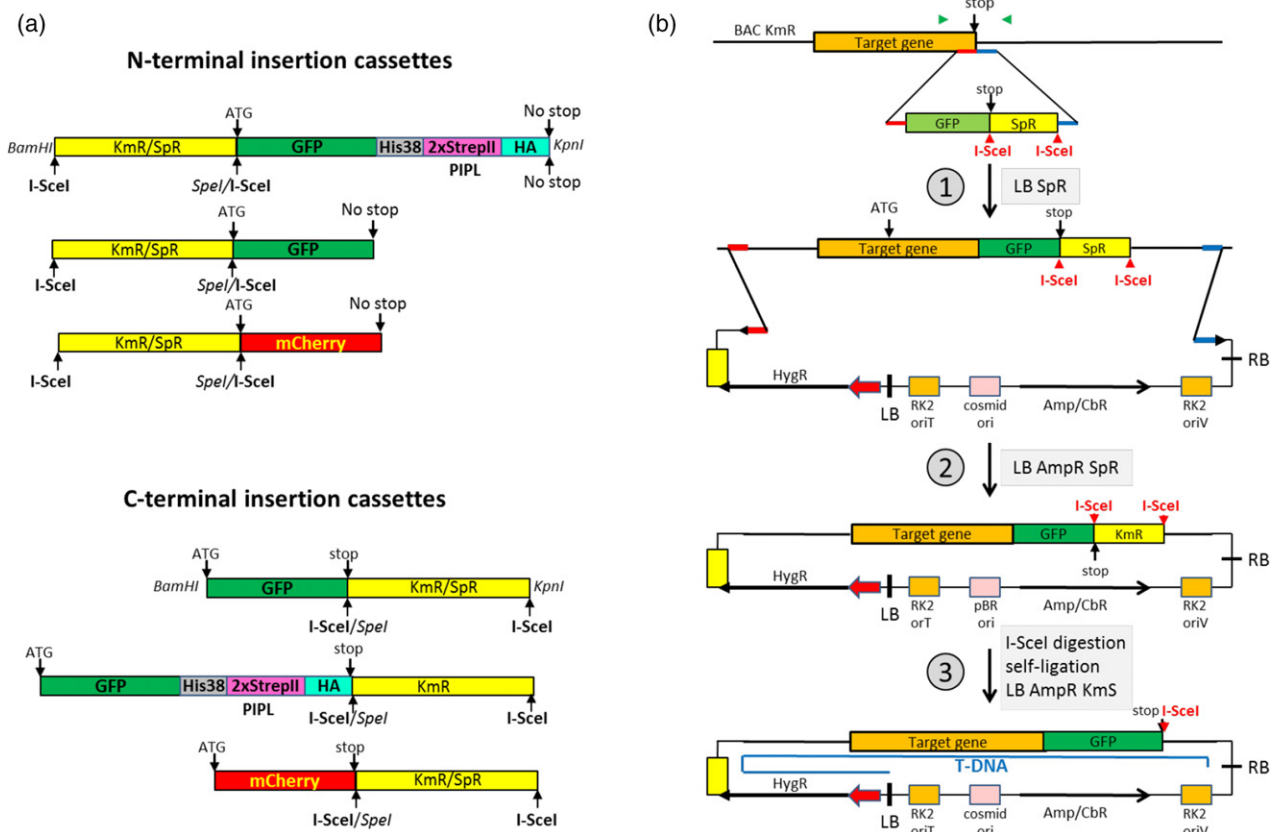 (a)
N-terminal insertion cassettes
ATG
No stop
BamHI
KmR/SpR
GFP
His38
2xStrepII
HA
KpnI
PIPL
No stop
I-SceI
SpeI/I-SceI
ATG
No stop
KmR/SpR
GFP
I-SceI
SpeI/I-SceI
ATG
No stop
KmR/SpR
mCherry
I-SceI
SpeI/I-SceI
C-terminal insertion cassettes
ATG
stop
BamHI
GFP
KmR/SpR
KpnI
I-SceI/SpeI
I-SceI
ATG
stop
GFP
His38
2xStrepII
HA
KmR
PIPL
I-SceI/SpeI
I-SceI
ATG
stop
mCherry
KmR/SpR
I-SceI/SpeI
I-SceI
(b)
stop
BAC KmR
Target gene
stop
GFP
SpR
I-SceI
I-SceI
1
LB SpR
ATG
stop
Target gene
GFP
SpR
I-SceI
I-SceI
RB
HygR
LB
RK2
oriT
cosmid
ori
Amp/CbR
RK2
oriV
2
LB AmpR SpR
I-SceI
I-SceI
Target gene
GFP
KmR
stop
RB
HygR
LB
RK2
orT
pBR
ori
Amp/CbR
RK2
oriV
3
I-SceI digestion
self-ligation
LB AmpR KmS
stop
I-SceI
Target gene
GFP
T-DNA
RB
HygR
LB
RK2
oriT
cosmid
ori
Amp/CbR
RK2
oriV